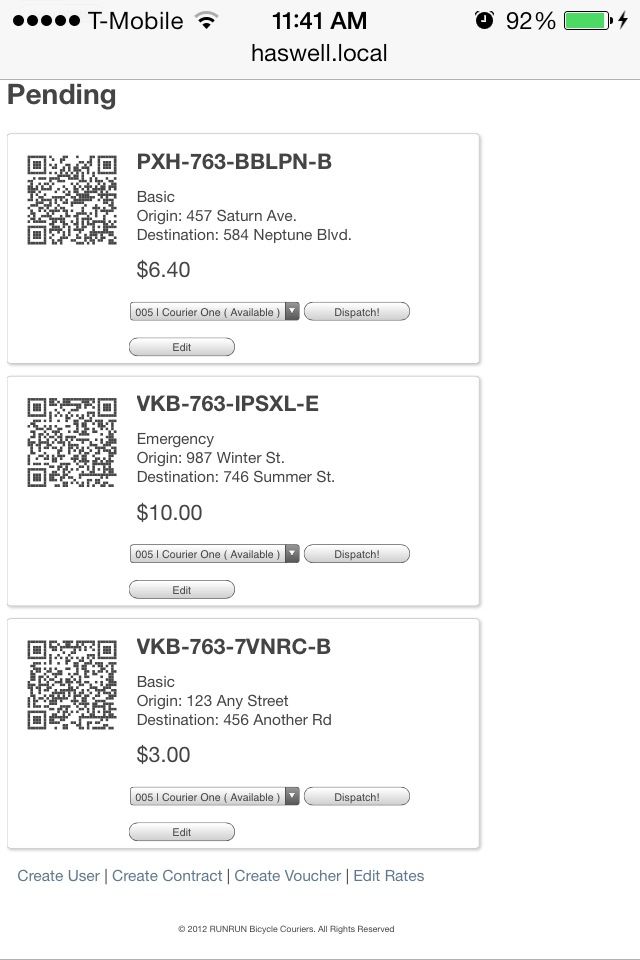 T-Mobile 11:41 AM 92%
haswell.local
Pending
PXH-763-BBLPN-B
Basic
Origin: 457 Saturn Ave.
Destination: 584 Neptune Blvd.
$6.40
005 | Courier One ( Available ) Dispatch!
Edit
VKB-763-IPSXL-E
Emergency
Origin: 987 Winter St.
Destination: 746 Summer St.
$10.00
005 | Courier One ( Available ) Dispatch!
Edit
VKB-763-7VNRC-B
Basic
Origin: 123 Any Street
Destination: 456 Another Rd
$3.00
005 | Courier One ( Available ) Dispatch!
Edit
Create User | Create Contract | Create Voucher | Edit Rates
© 2012 RUNRUN Bicycle Couriers. All Rights Reserved